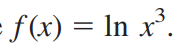 f(x) = ln x³.